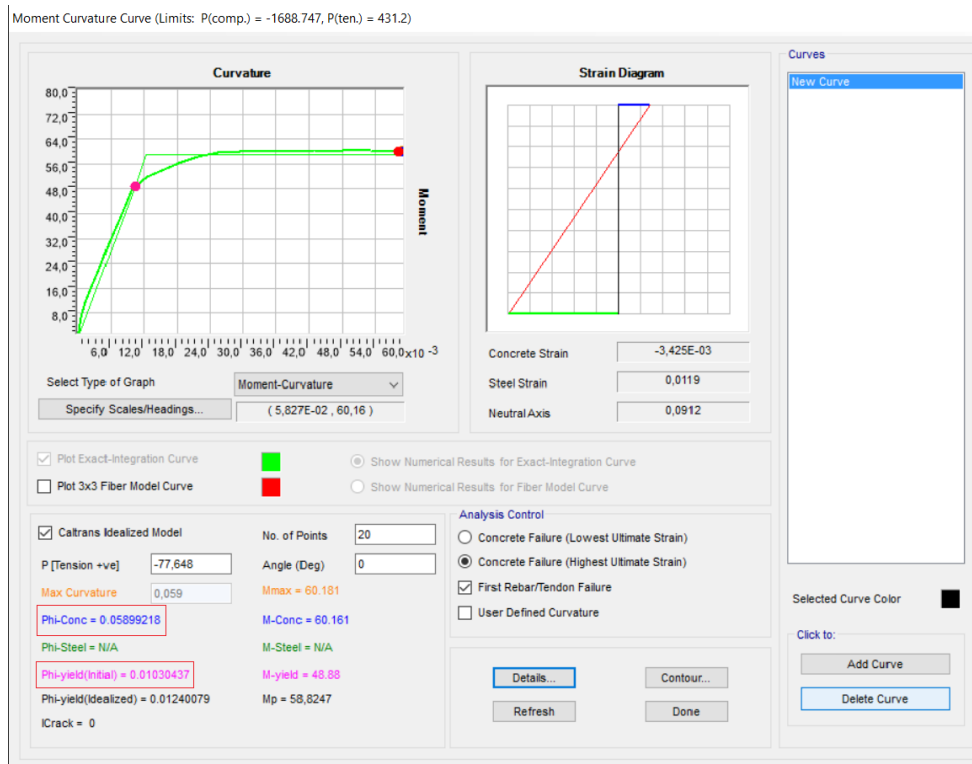 Moment Curvature Curve (Limits:  P(comp.) = -1688.747, P(ten.) = 431.2)
Curvature
80,0
72,0
64,0
56,0
48,0
40,0
32,0
24,0
16,0
8,0
Moment
6,0 12,0 18,0 24,0 30,0 36,0 42,0 48,0 54,0 60,0 x10 -3
Select Type of Graph
Moment-Curvature
Specify Scales/Headings...
( 5,827E-02 , 60,16 )
Strain Diagram
Concrete Strain
-3,425E-03
Steel Strain
0,0119
Neutral Axis
0,0912
Curves
New Curve
Plot Exact-Integration Curve
Show Numerical Results for Exact-Integration Curve
Plot 3x3 Fiber Model Curve
Show Numerical Results for Fiber Model Curve
Caltrans Idealized Model
No. of Points
20
P [Tension +ve]
-77,648
Angle (Deg)
0
Max Curvature
0,059
Mmax = 60.181
Phi-Conc = 0.05899218
M-Conc = 60.161
Phi-Steel = N/A
M-Steel = N/A
Phi-yield(Initial) = 0.01030437
M-yield = 48.88
Phi-yield(Idealized) = 0.01240079
Mp = 58,8247
ICrack =  0
Analysis Control
Concrete Failure (Lowest Ultimate Strain)
Concrete Failure (Highest Ultimate Strain)
First Rebar/Tendon Failure
User Defined Curvature
Details...
Contour...
Refresh
Done
Selected Curve Color
Click to:
Add Curve
Delete Curve